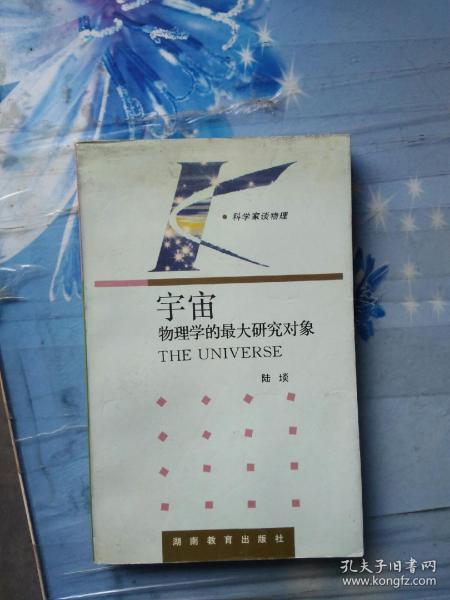 ·科学家谈物理
宇宙
物理学的最大研究对象
THE UNIVERSE
陆埮
湖南教育出版社
孔夫子旧书网
www.kongfz.com